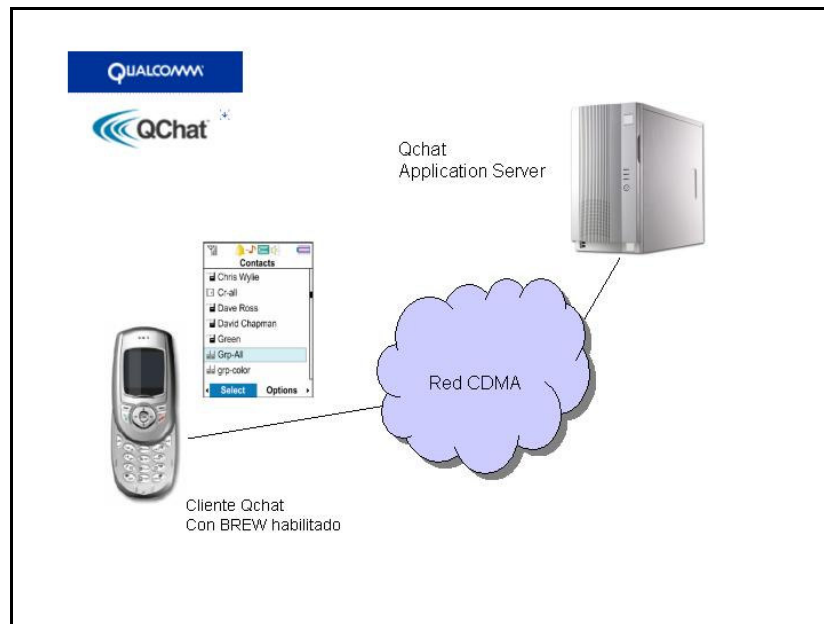 QUALCOMM
QChat
Qchat
Application Server
Contacts
Chris Wylie
Cr-all
Dave Ross
David Chapman
Green
Grp-All
grp-color
Select Options
Red CDMA
Cliente Qchat
Con BREW habilitado